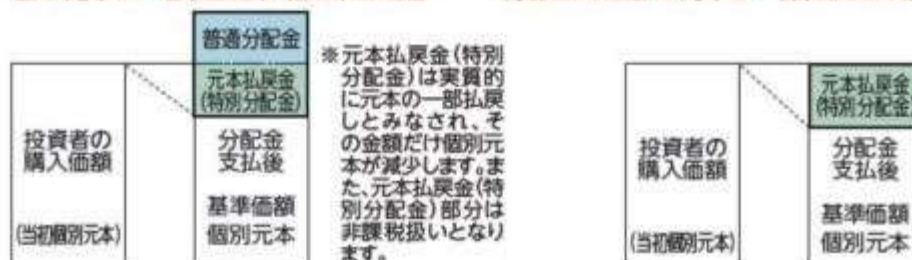 普通分配金
元本払戻金
(特別分配金)
投資者の
購入価額
(当初個別元本)
分配金
支払後
基準価額
個別元本
※元本払戻金(特別
分配金)は実質的
に元本の一部払戻
しとみなされ、そ
の金額だけ個別元
本が減少します。ま
た、元本払戻金(特
別分配金)部分は
非課税扱いとなり
ます。
元本払戻金
(特別分配金)
投資者の
購入価額
(当初個別元本)
分配金
支払後
基準価額
個別元本